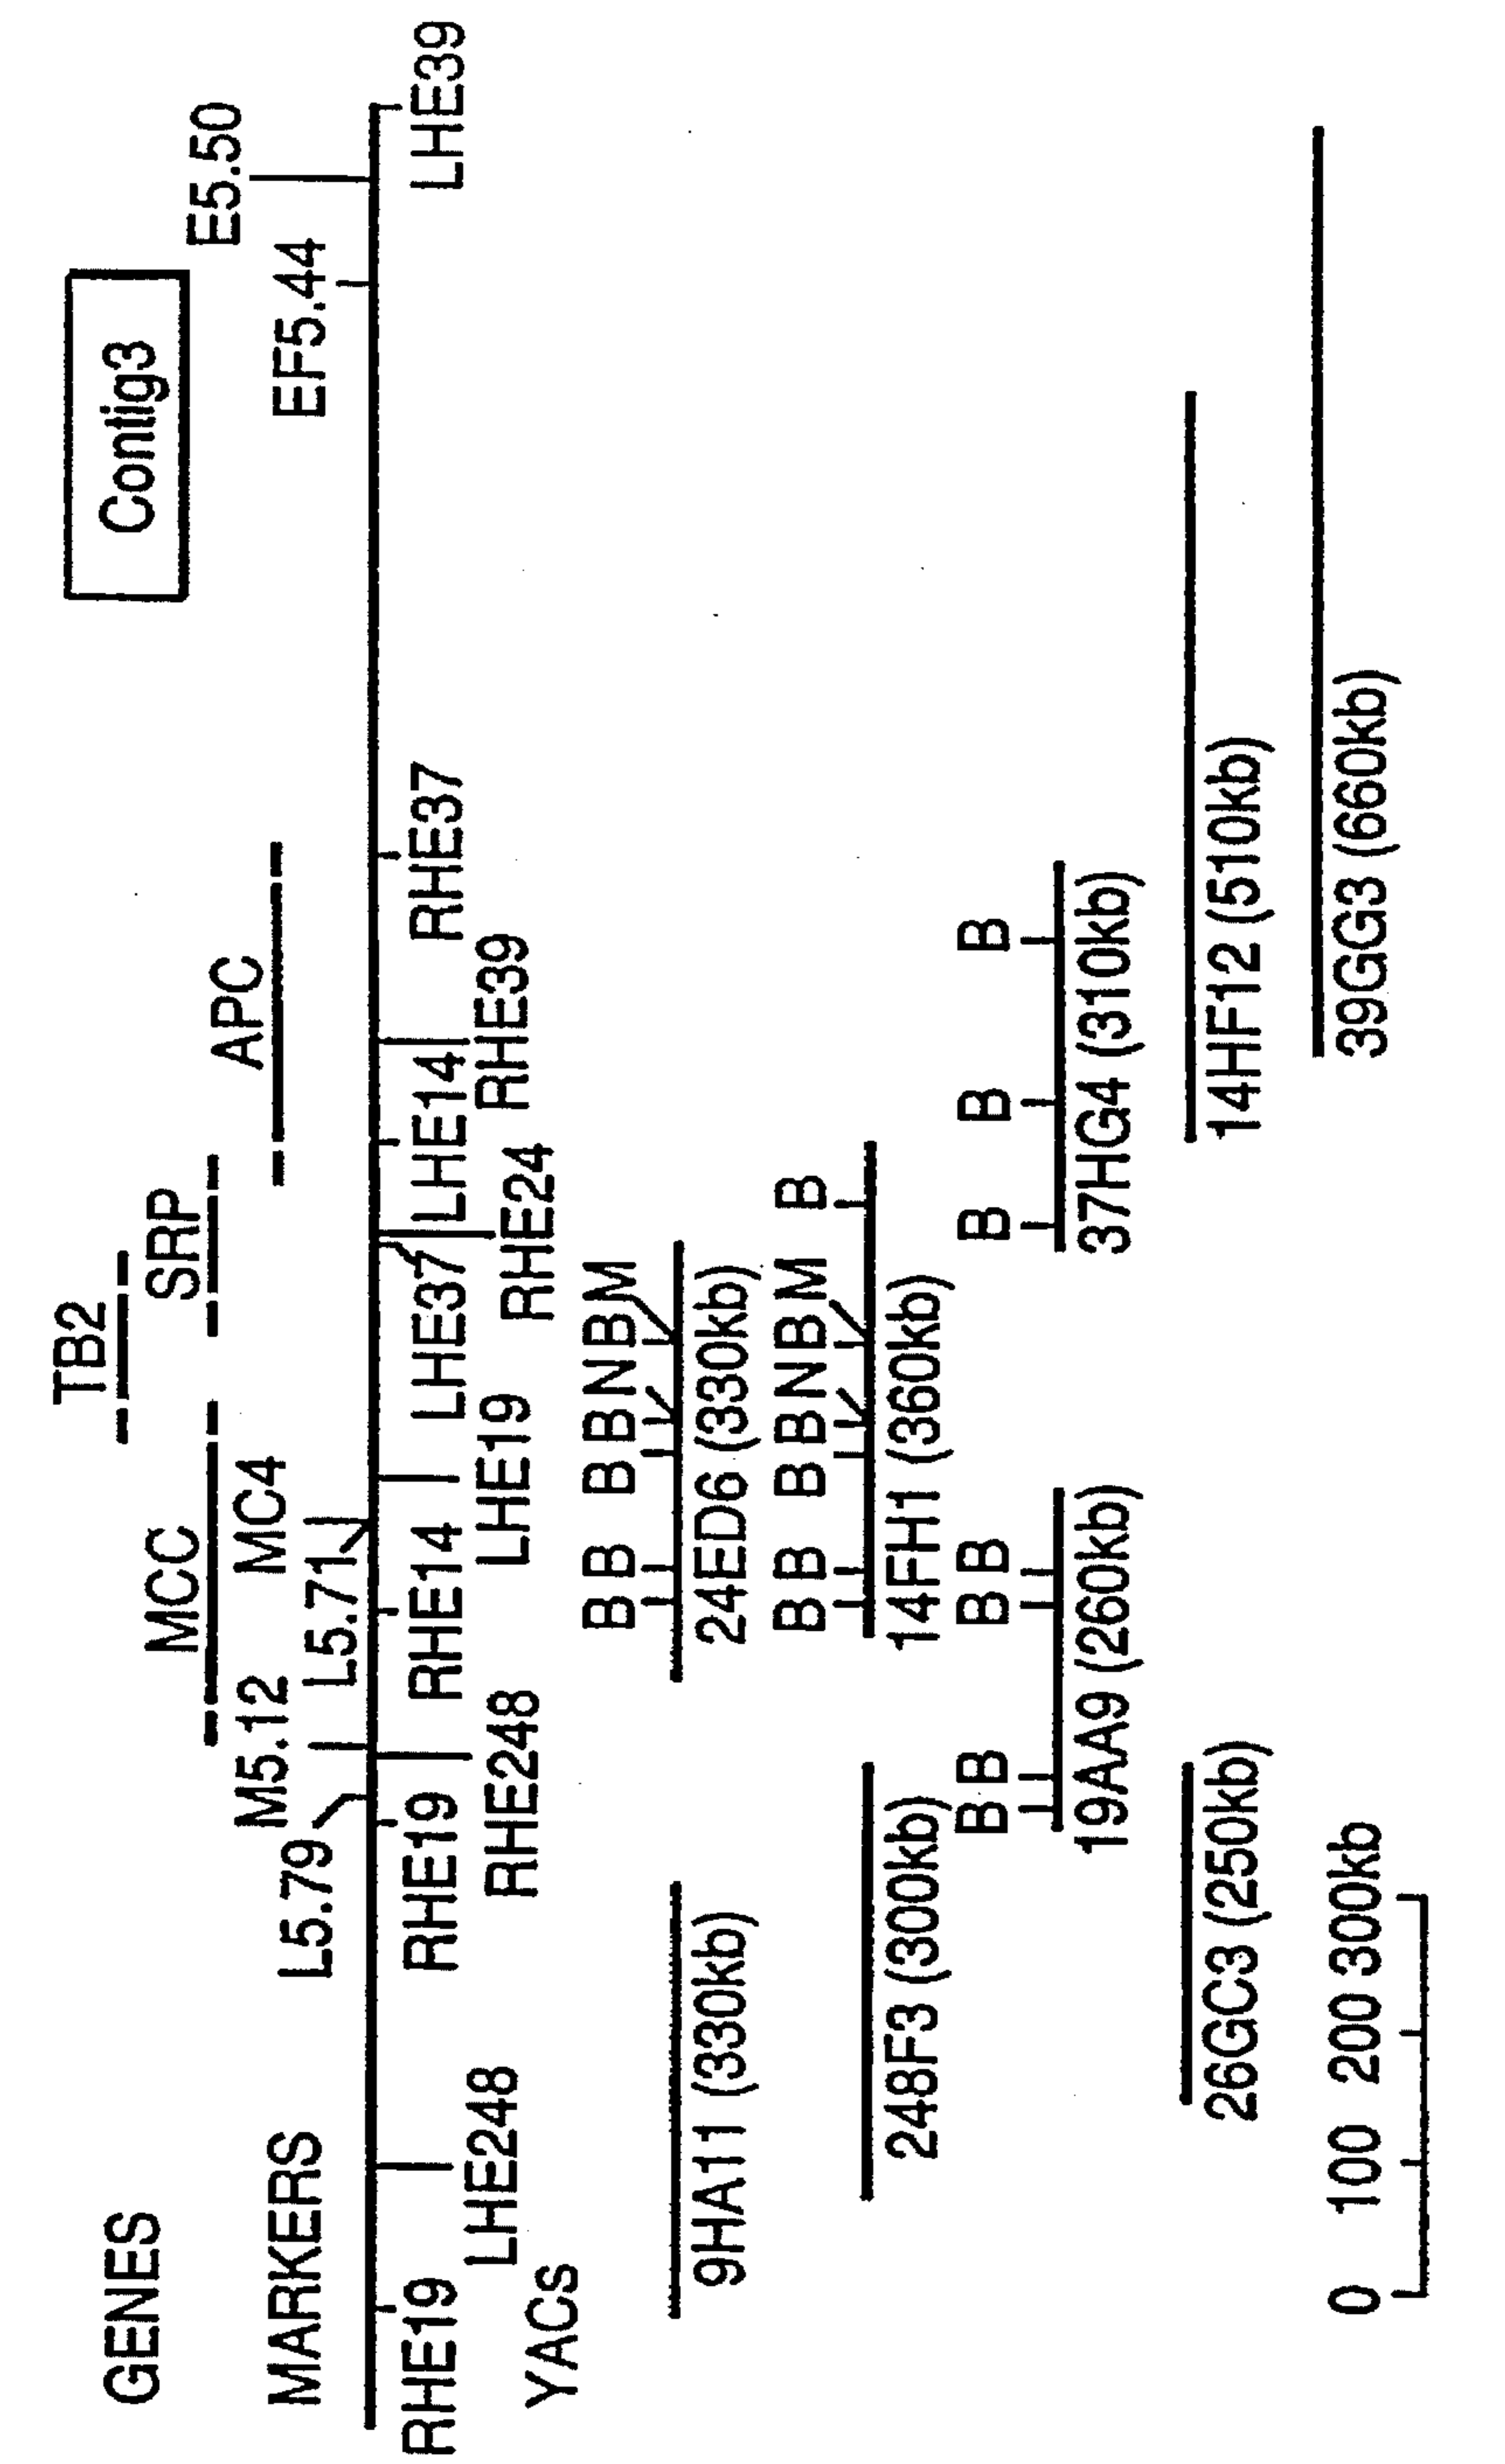 Contig3
GENES
TB2
MCC
SRP
APC
MARKERS
L5.79
M5.12
L5.71
MC4
EF5.44
E5.50
RHE19
LHE248
RHE19
RHE248
RHE14
LHE19
LHE37
RHE24
LHE14
RHE39
RHE37
LHE39
YACs
B B B B N B M
9HA11 (330kb)
24ED6 (330kb)
B B B B N B M B
248F3 (300kb)
14FH1 (360kb)
B B B B
B B B
19AA9 (260kb)
37HG4 (310kb)
26GC3 (250kb)
14HF12 (510kb)
39GG3 (660kb)
0 100 200 300kb